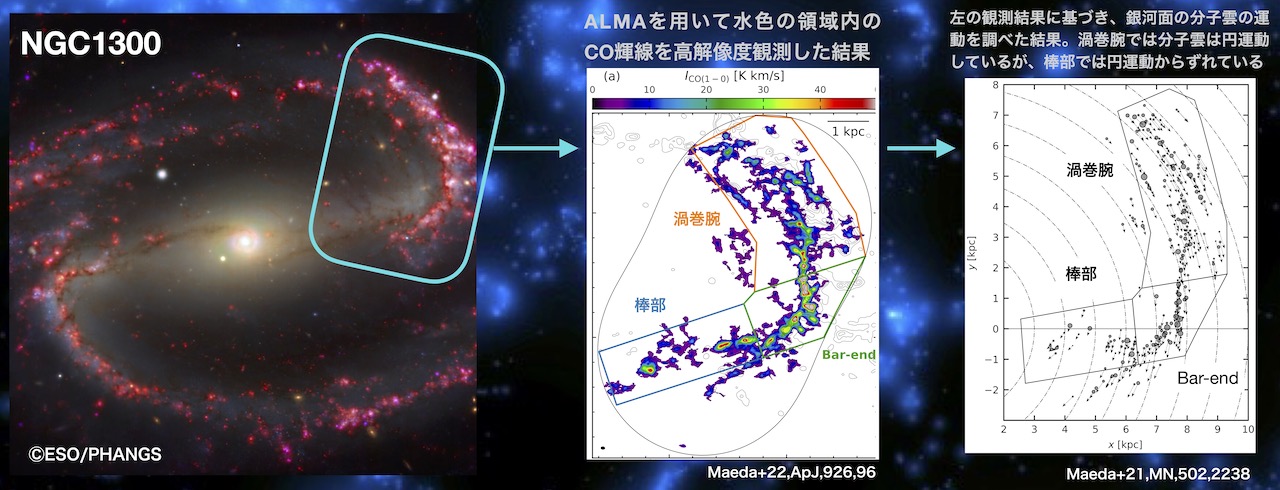 NGC1300
©ESO/PHANGS
ALMAを用いて水色の領域内の
CO輝線を高解像度観測した結果
(a)
I_CO(1−0) [K km/s]
0 10 20 30 40
1 kpc
渦巻腕
棒部
Bar-end
Maeda+22,ApJ,926,96
左の観測結果に基づき、銀河面の分子雲の運
動を調べた結果。渦巻腕では分子雲は円運動
しているが、棒部では円運動からずれている
8
7
6
5
4
3
2
1
0
−1
−2
y [kpc]
渦巻腕
棒部
Bar-end
2 3 4 5 6 7 8 9 10
x [kpc]
Maeda+21,MN,502,2238